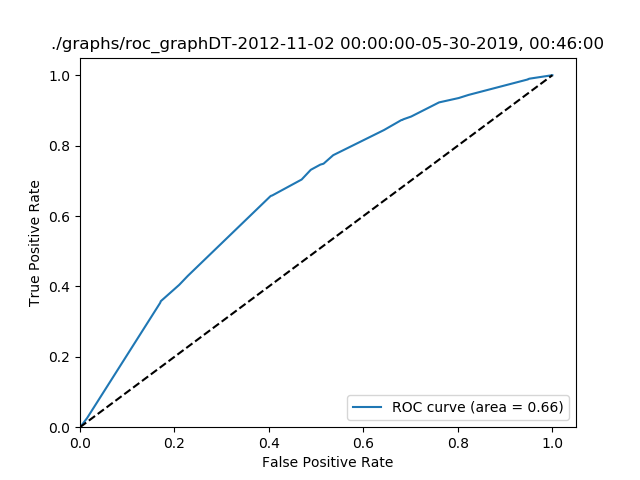 ./graphs/roc_graphDT-2012-11-02 00:00:00-05-30-2019, 00:46:00
1.0
0.8
0.6
0.4
0.2
0.0
True Positive Rate
ROC curve (area = 0.66)
0.0 0.2 0.4 0.6 0.8 1.0
False Positive Rate